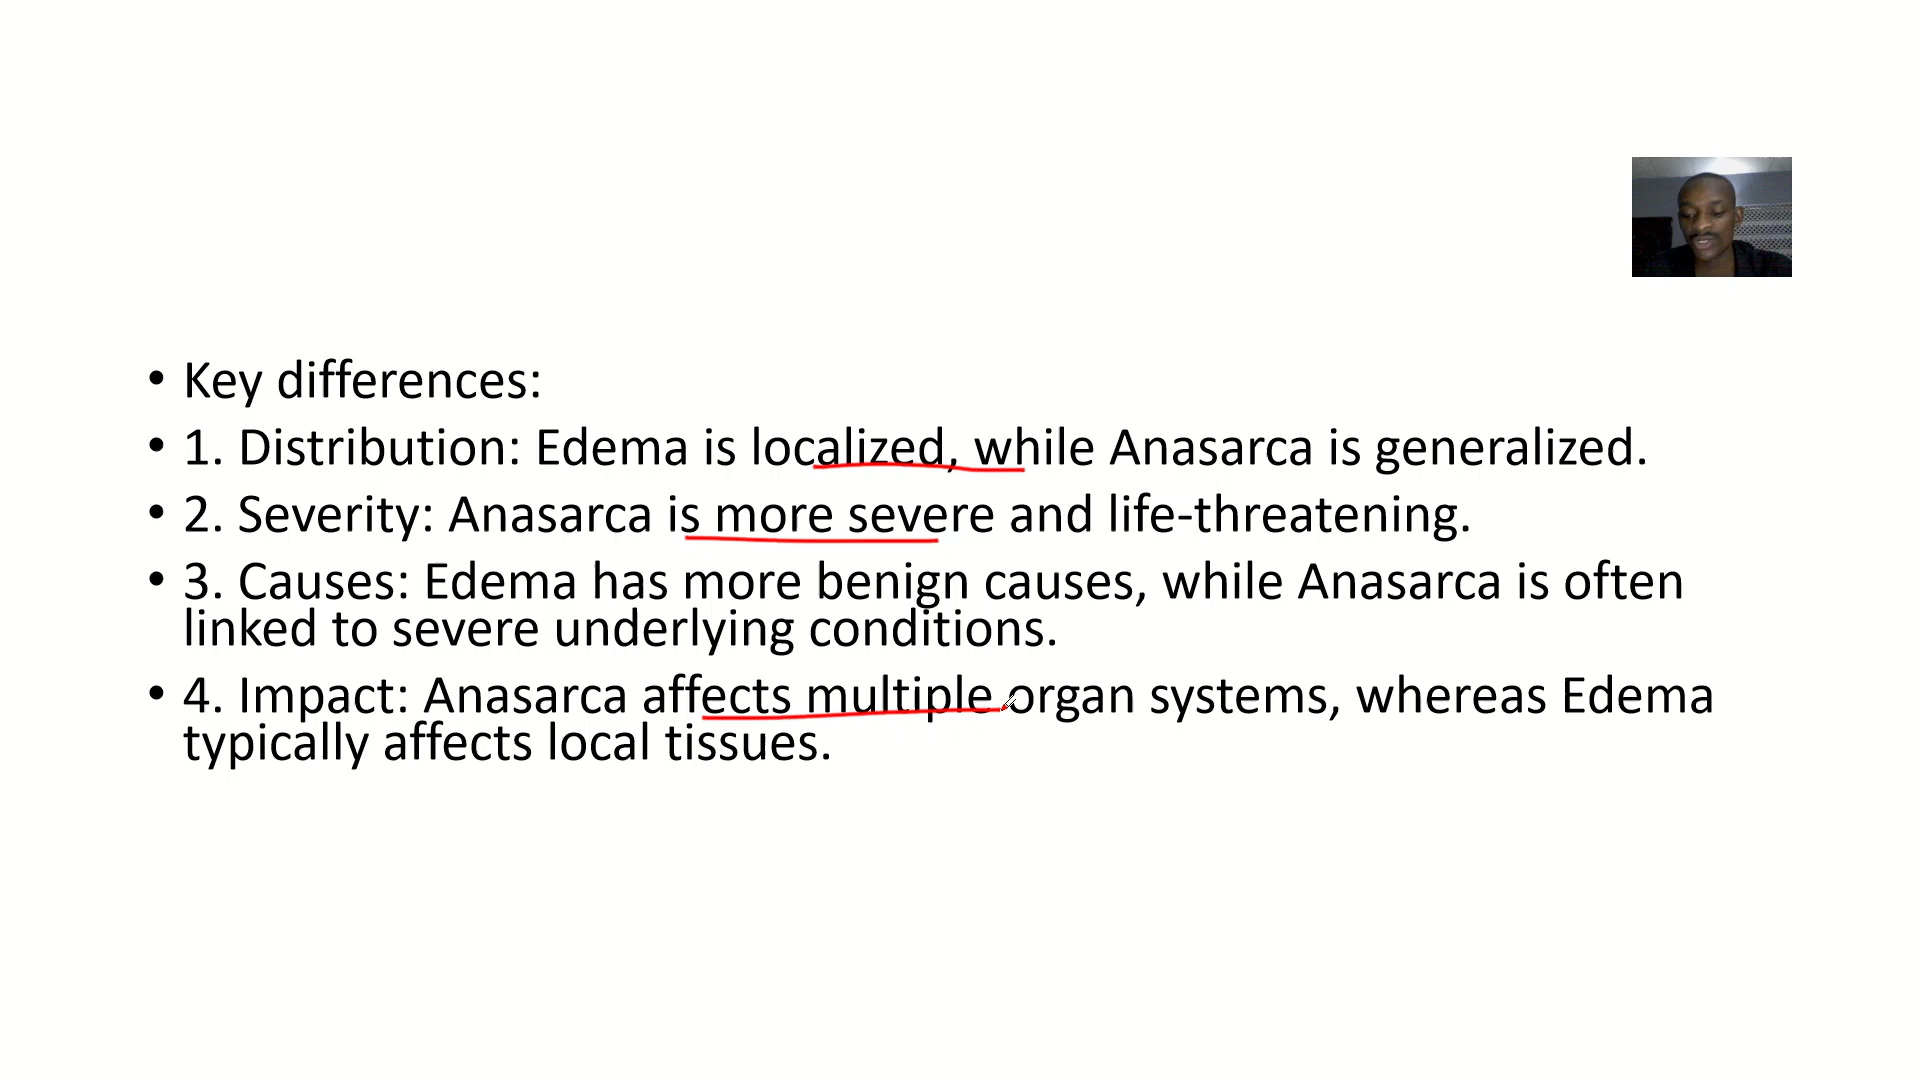 • Key differences:
• 1. Distribution: Edema is localized, while Anasarca is generalized.
• 2. Severity: Anasarca is more severe and life-threatening.
• 3. Causes: Edema has more benign causes, while Anasarca is often
linked to severe underlying conditions.
• 4. Impact: Anasarca affects multiple organ systems, whereas Edema
typically affects local tissues.